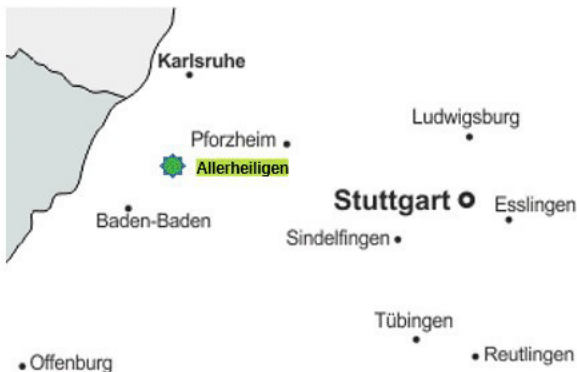 Karlsruhe
Ludwigsburg
Pforzheim
Allerheiligen
Stuttgart
Esslingen
Baden-Baden
Sindelfingen
Tübingen
Reutlingen
Offenburg